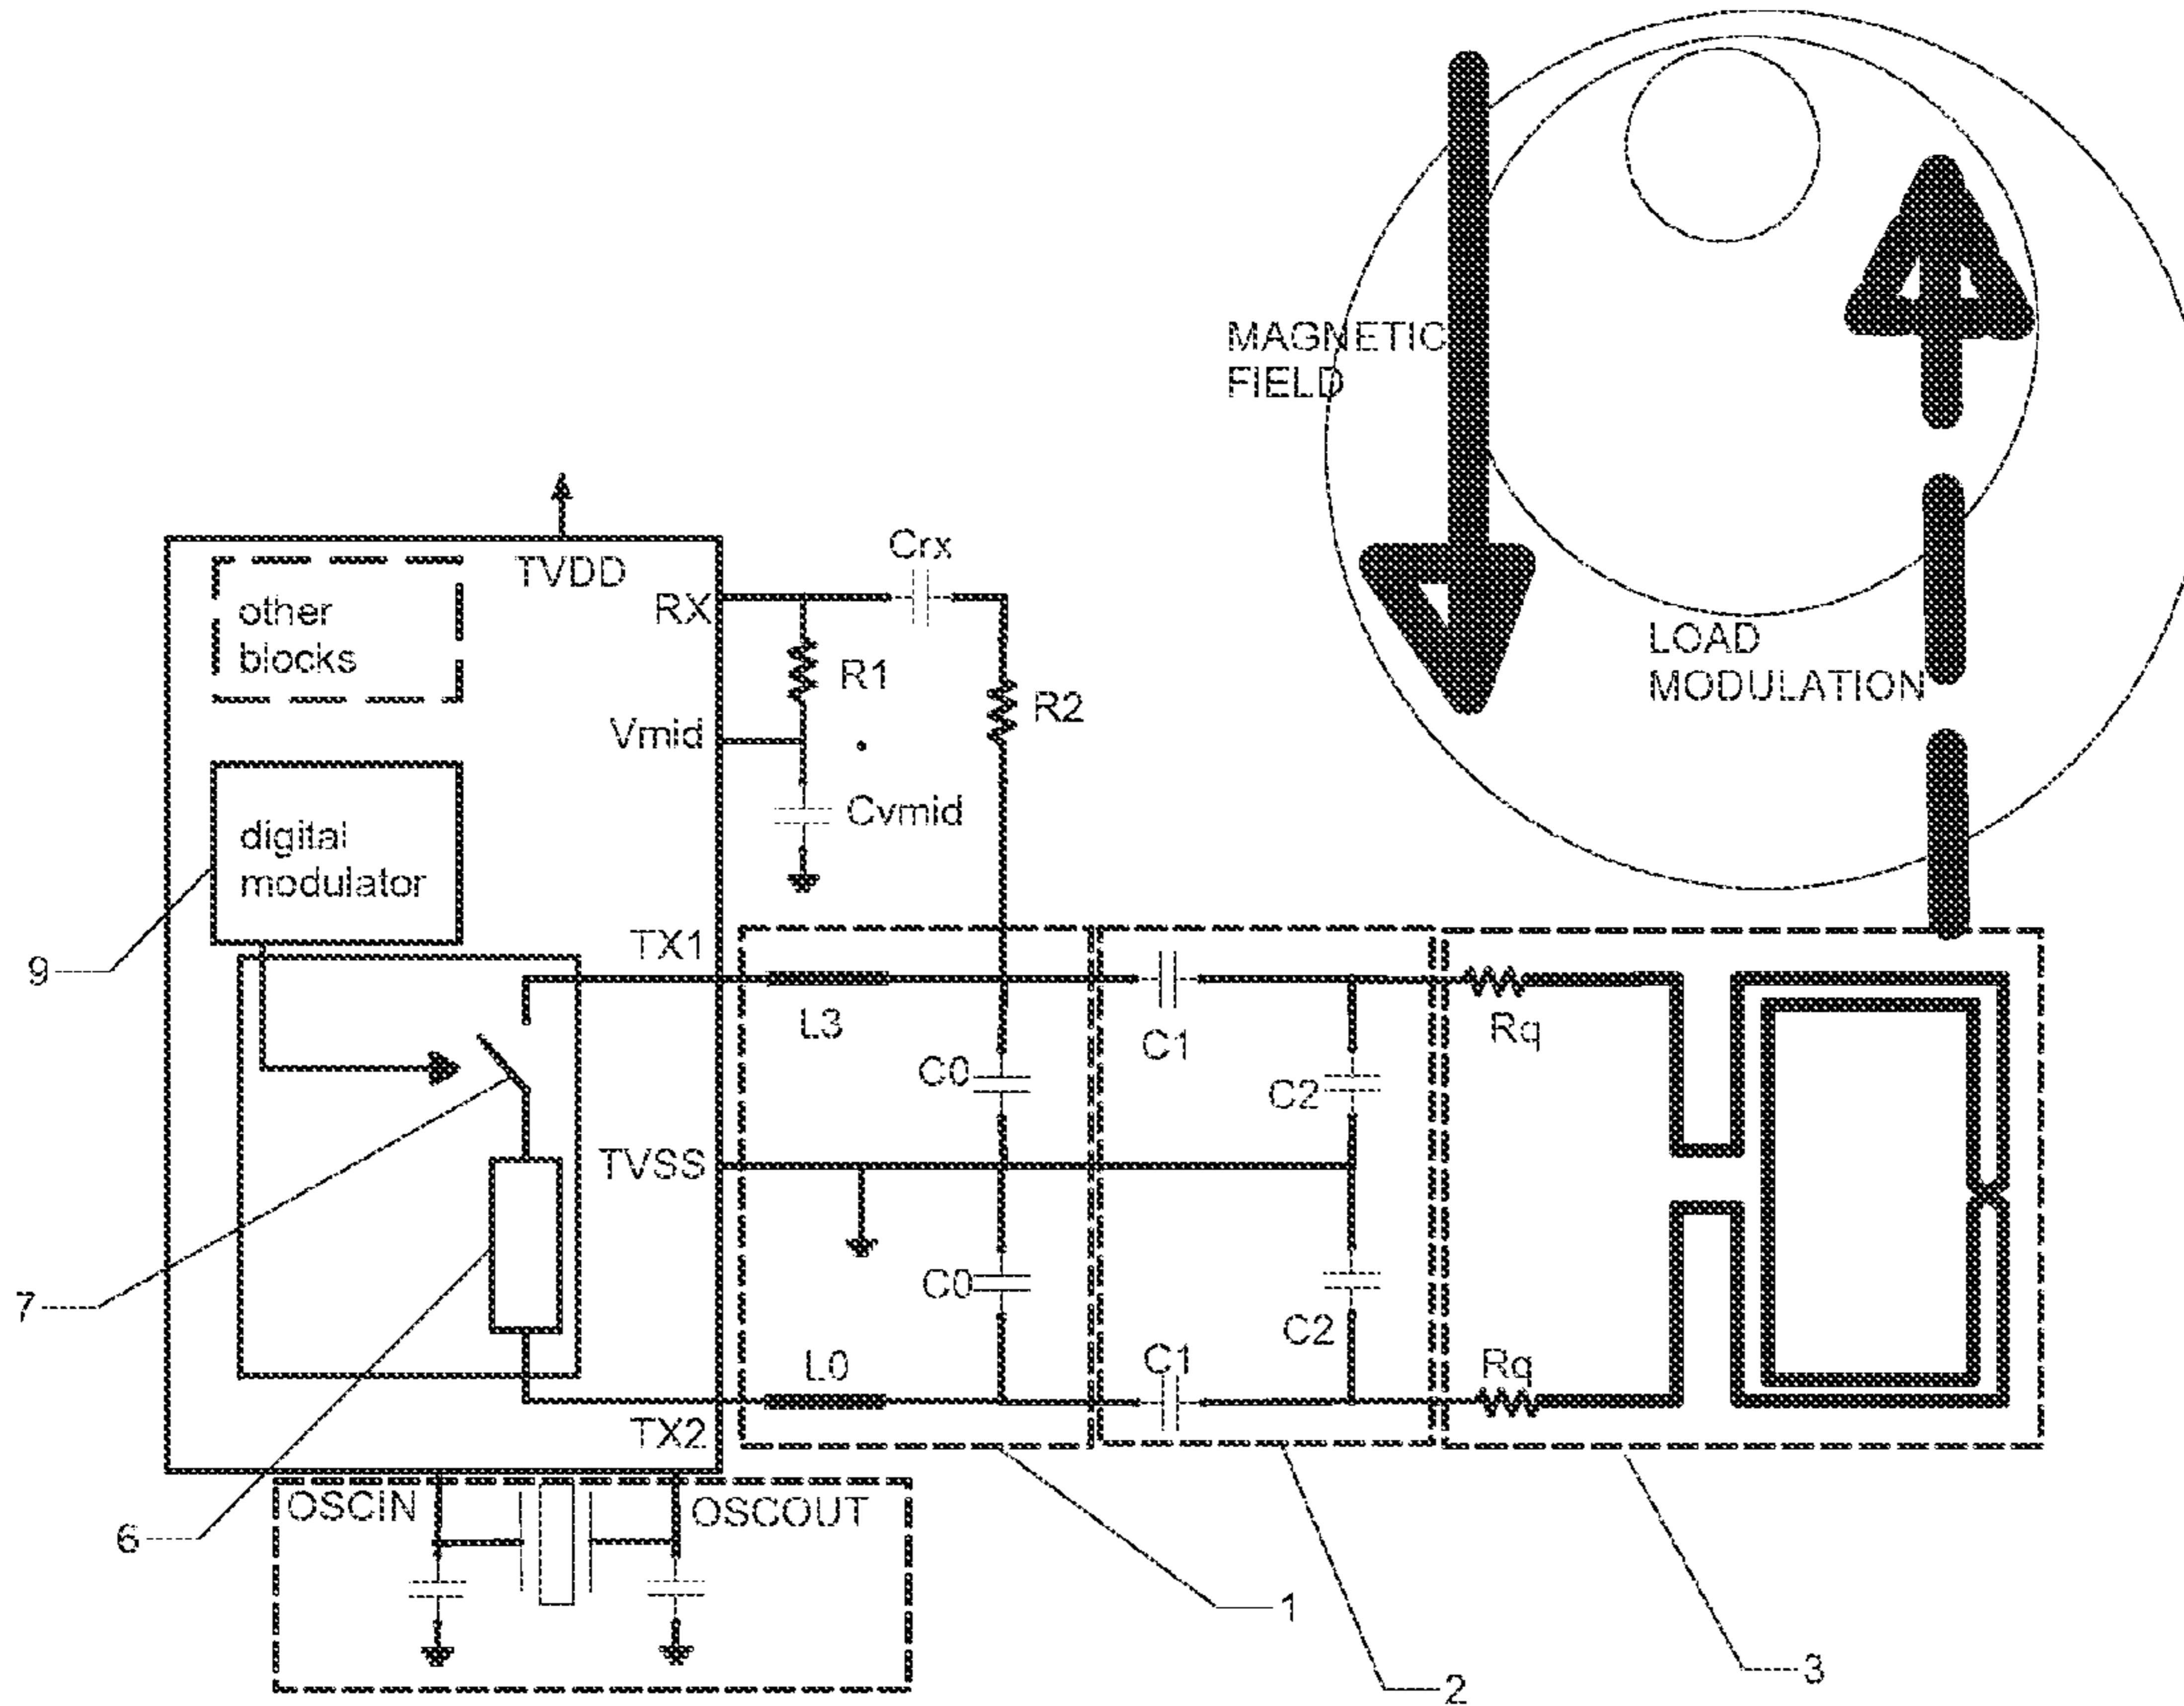 MAGNETIC
FIELD
LOAD
MODULATION
TVDD
other
blocks
RX
Crx
R1
R2
Vmid
Cvmid
digital
modulator
9
TX1
L3
C1
Rq
C0
C2
TVSS
7
C0
C2
L0
C1
Rq
TX2
OSCIN
OSCOUT
6
1
2
3